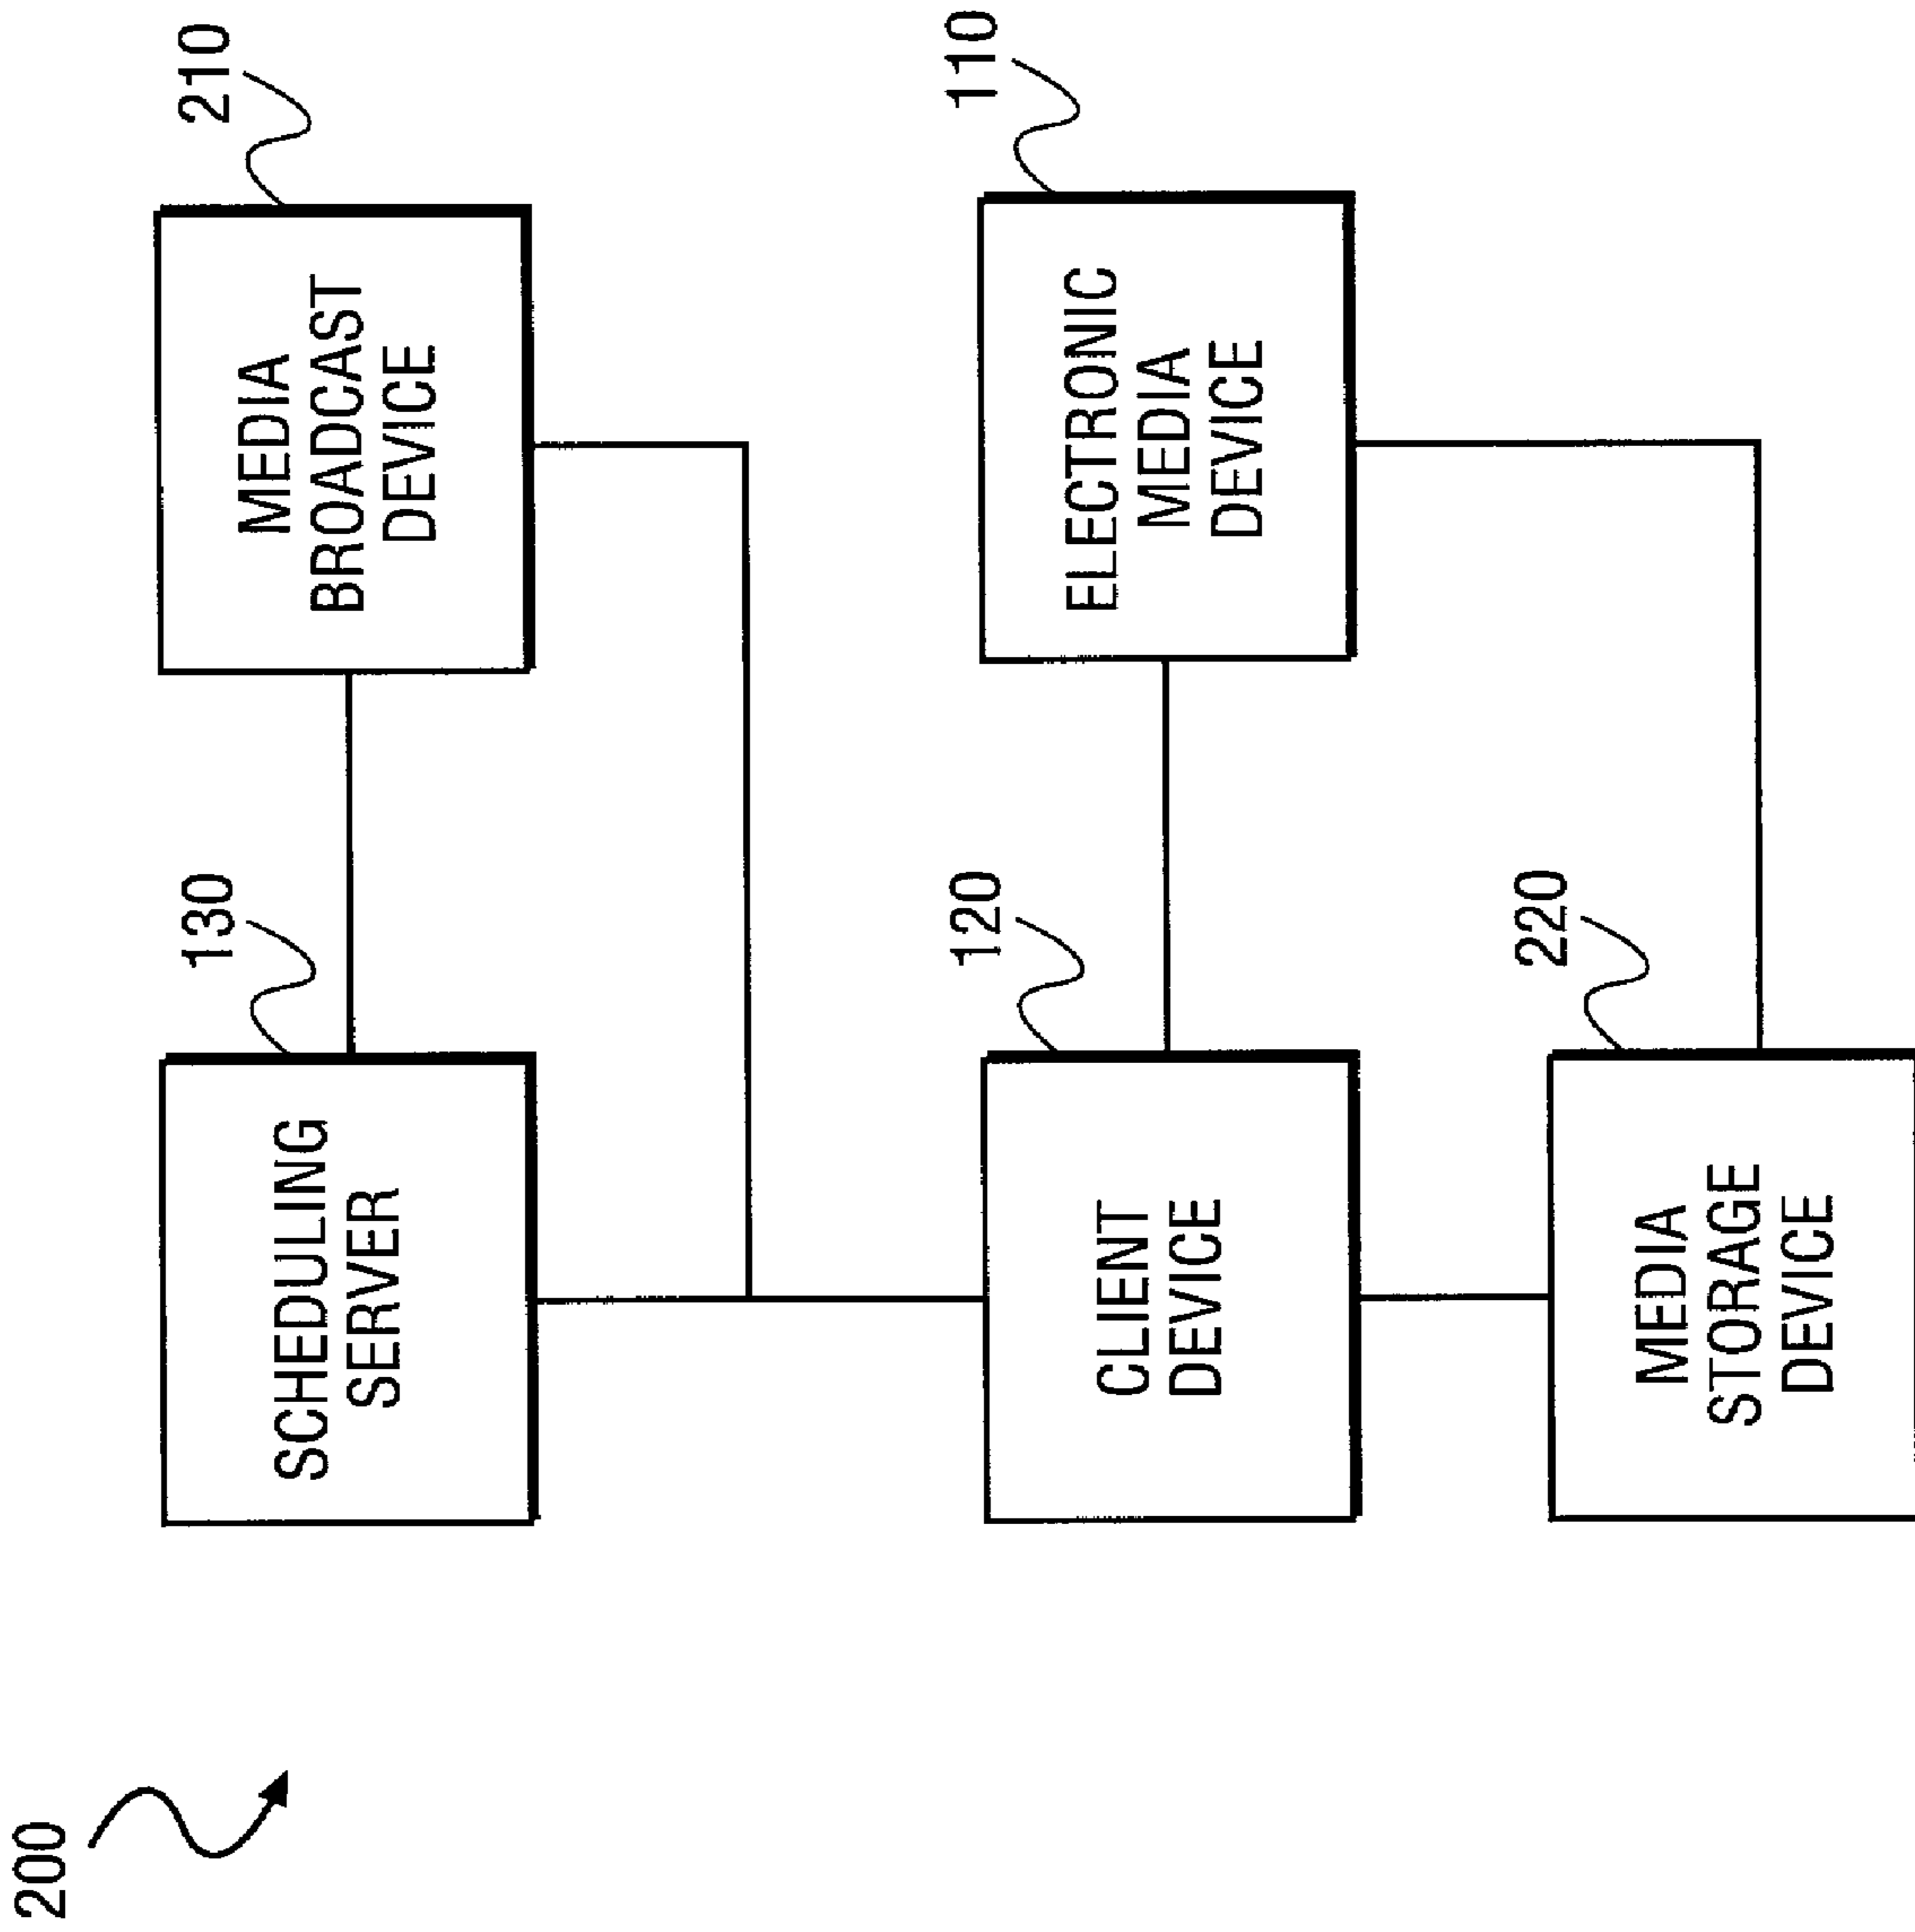 200
130
SCHEDULING
SERVER
210
MEDIA
BROADCAST
DEVICE
120
CLIENT
DEVICE
110
ELECTRONIC
MEDIA
DEVICE
220
MEDIA
STORAGE
DEVICE